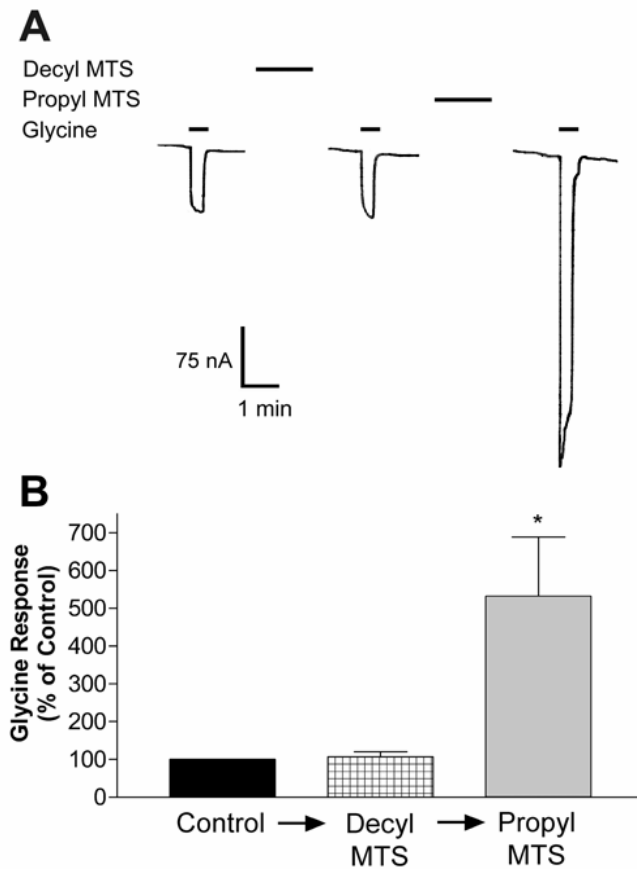 A
Decyl MTS
Propyl MTS
Glycine
75 nA
1 min
B
Glycine Response
(% of Control)
700
600
500
400
300
200
100
0
*
Control → Decyl MTS → Propyl MTS